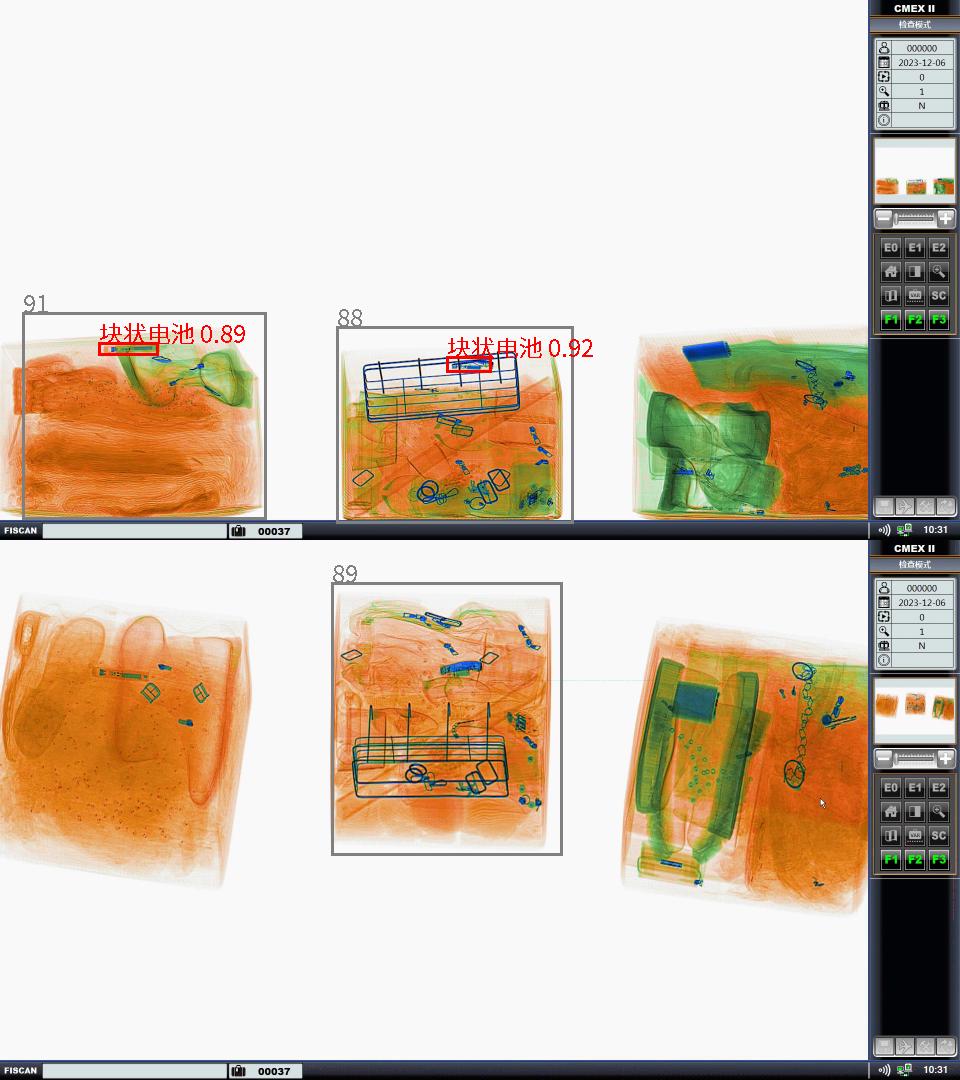 CMEX II
检查模式
000000
2023-12-06
0
1
N
E0 E1 E2
SC
F1 F2 F3
91
块状电池 0.89
88
块状电池 0.92
FISCAN
00037
10:31
89
CMEX II
检查模式
000000
2023-12-06
0
1
N
E0 E1 E2
SC
F1 F2 F3
FISCAN
00037
10:31